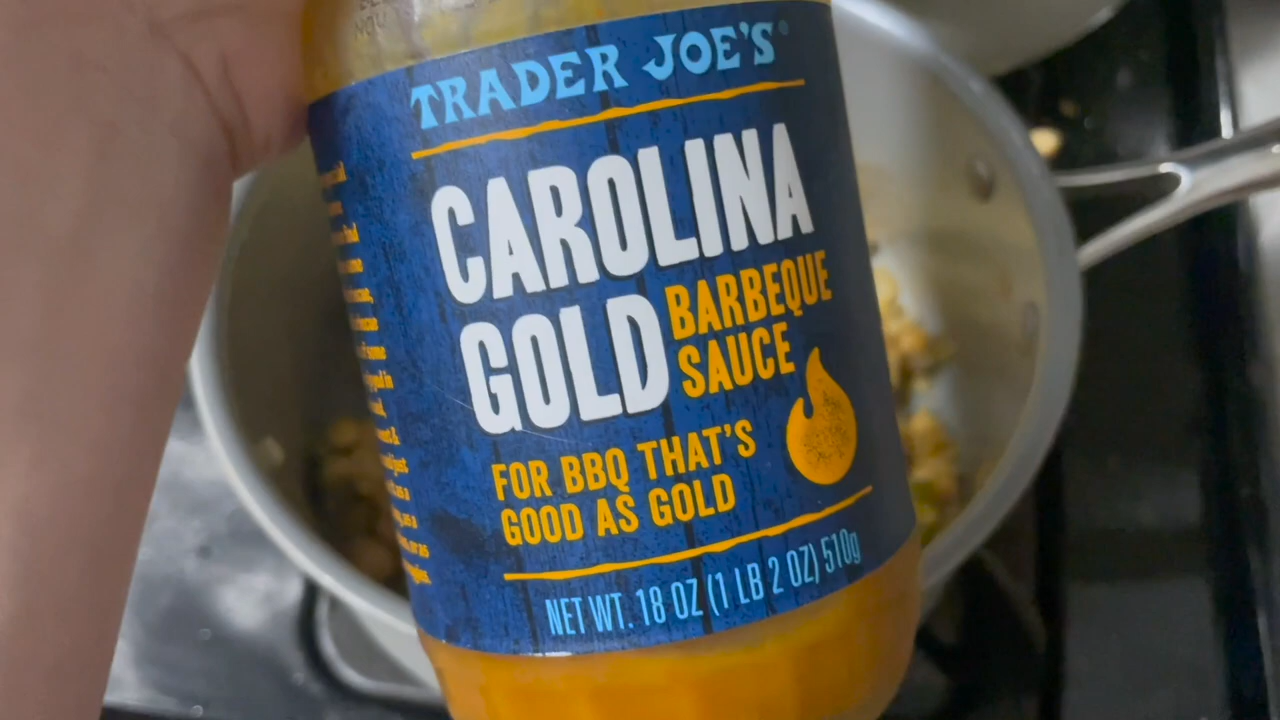 TRADER JOE'S
CAROLINA
GOLD
BARBEQUE
SAUCE
FOR BBQ THAT'S
GOOD AS GOLD
NET WT. 18 OZ (1 LB 2 OZ) 510g